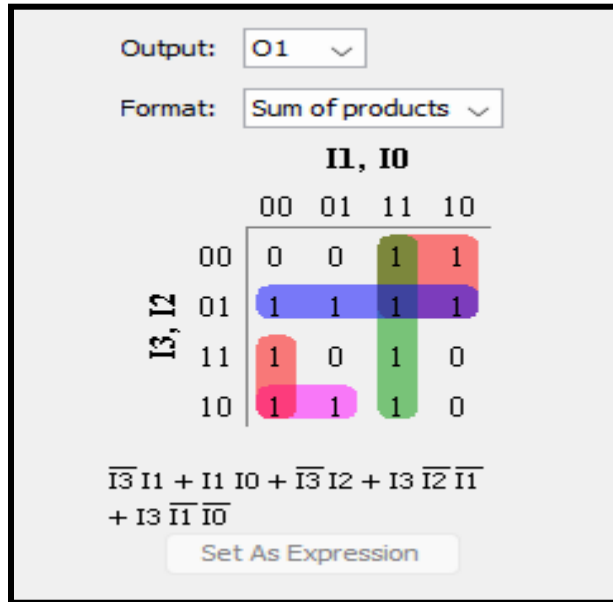 Output: O1
Format: Sum of products
I1, I0
00 01 11 10
00 0 0 1 1
I3, I2
01 1 1 1 1
11 1 0 1 0
10 1 1 1 0
I̅3̅ I1 + I1 I0 + I̅3̅ I2 + I3 I̅2̅ I̅1̅
+ I3 I̅1̅ I̅0̅
Set As Expression